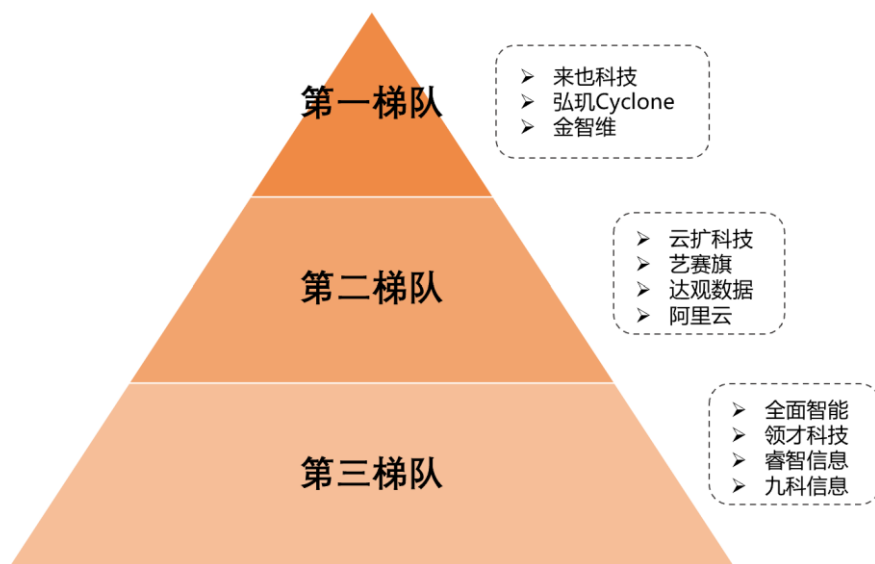 第一梯队
➢ 来也科技
➢ 弘玑Cyclone
➢ 金智维
第二梯队
➢ 云扩科技
➢ 艺赛旗
➢ 达观数据
➢ 阿里云
第三梯队
➢ 全面智能
➢ 领才科技
➢ 睿智信息
➢ 九科信息